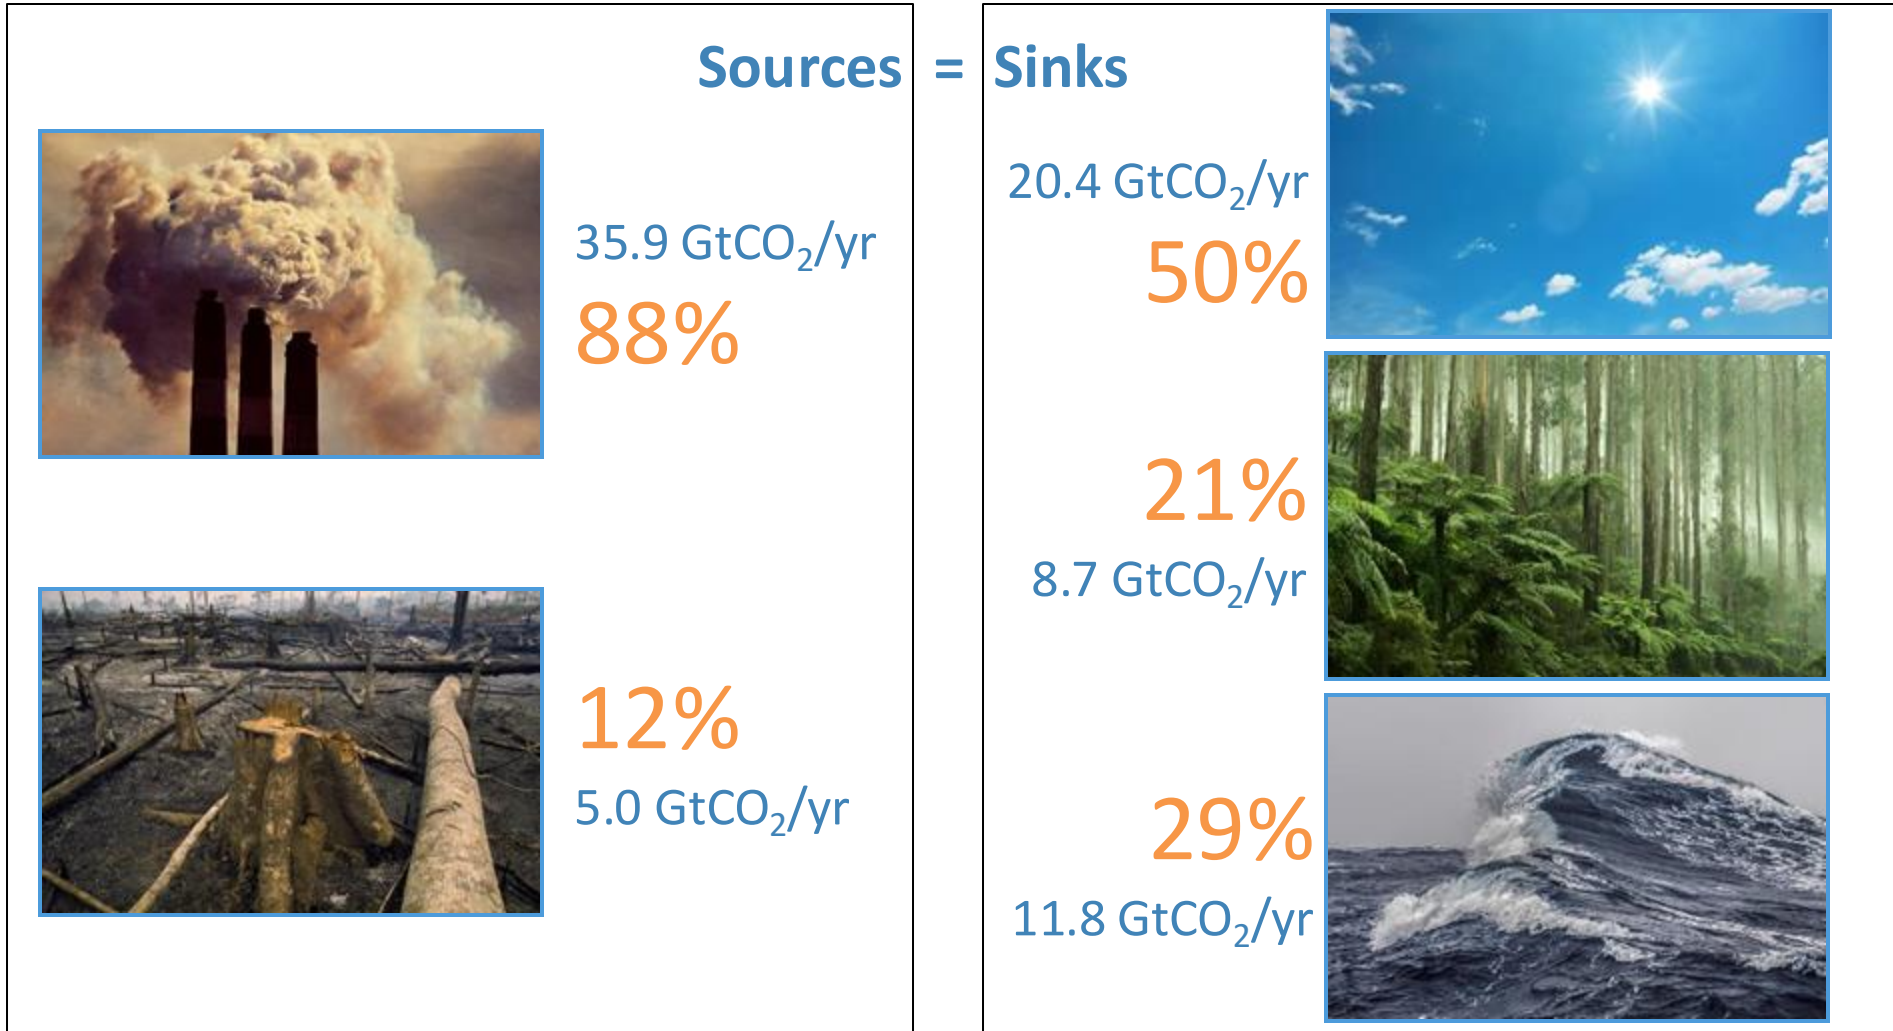 Sources = Sinks
35.9 GtCO₂/yr
88%
12%
5.0 GtCO₂/yr
20.4 GtCO₂/yr
50%
21%
8.7 GtCO₂/yr
29%
11.8 GtCO₂/yr